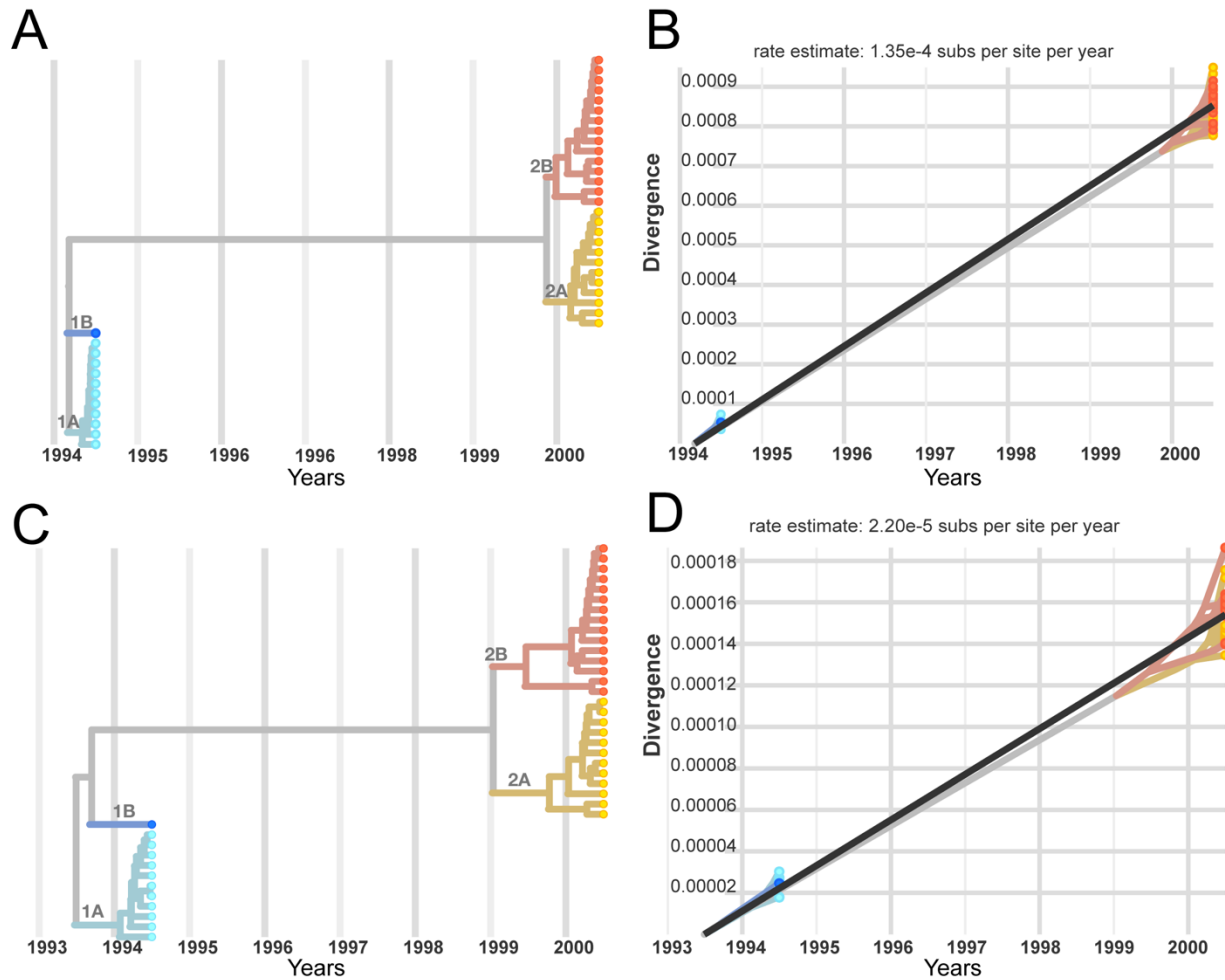 A
B
rate estimate: 1.35e-4 subs per site per year
2B
2A
1B
1A
1994 1995 1996 1996 1998 1999 2000
Years
Divergence
0.0009
0.0008
0.0007
0.0006
0.0005
0.0004
0.0003
0.0002
0.0001
1994 1995 1996 1997 1998 1999 2000
Years
C
D
rate estimate: 2.20e-5 subs per site per year
2B
2A
1B
1A
1993 1994 1995 1996 1997 1998 1999 2000
Years
Divergence
0.00018
0.00016
0.00014
0.00012
0.00010
0.00008
0.00006
0.00004
0.00002
1993 1994 1995 1996 1997 1998 1999 2000
Years